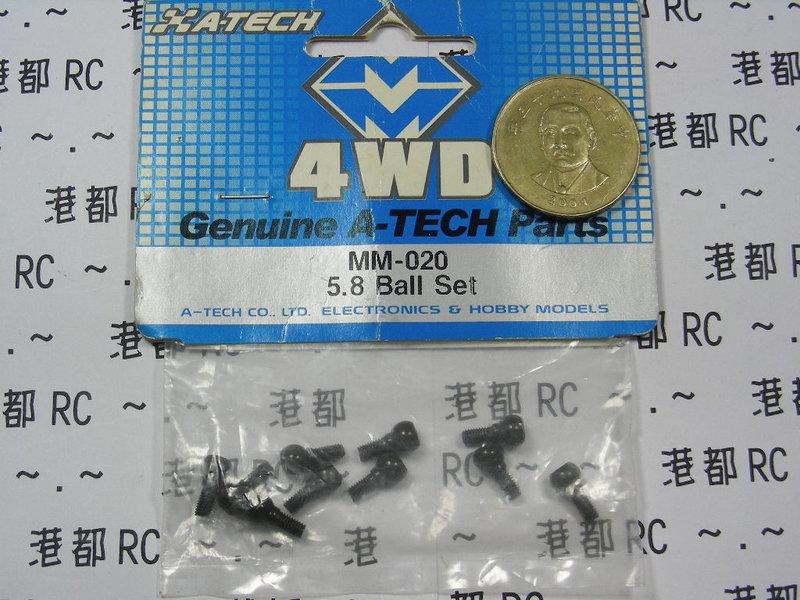 A-TECH
4WD
Genuine A-TECH Parts
MM-020
5.8 Ball Set
A-TECH CO., LTD. ELECTRONICS & HOBBY MODELS
港都 RC ~ . ~
港都 RC
港都 RC ~ . ~
港都 RC
港都 RC ~ . ~
港都 RC
港都 RC ~ . ~
港都 RC